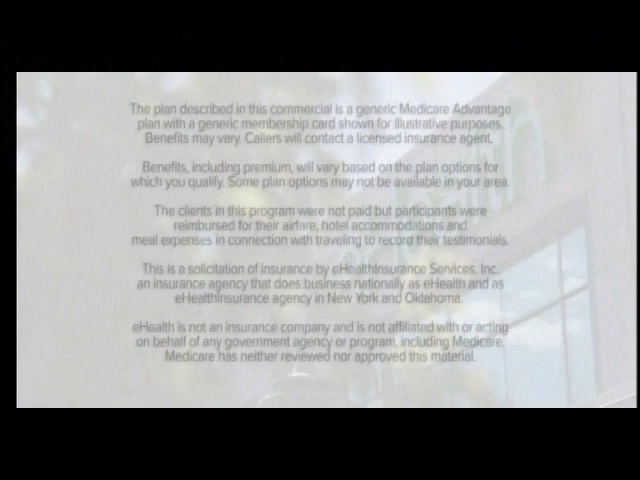 The plan described in this commercial is a generic Medicare Advantage
plan with a generic membership card shown for illustrative purposes.
Benefits may vary. Callers will contact a licensed insurance agent.
Benefits, including premium, will vary based on the plan options for
which you qualify. Some plan options may not be available in your area.
The clients in this program were not paid but participants were
reimbursed for their airfare, hotel accommodations and
meal expenses in connection with traveling to record their testimonials.
This is a solicitation of insurance by eHealthInsurance Services, Inc.
an insurance agency that does business nationally as eHealth and as
eHealthInsurance agency in New York and Oklahoma.
eHealth is not an insurance company and is not affiliated with or acting
on behalf of any government agency or program, including Medicare.
Medicare has neither reviewed nor approved this material.